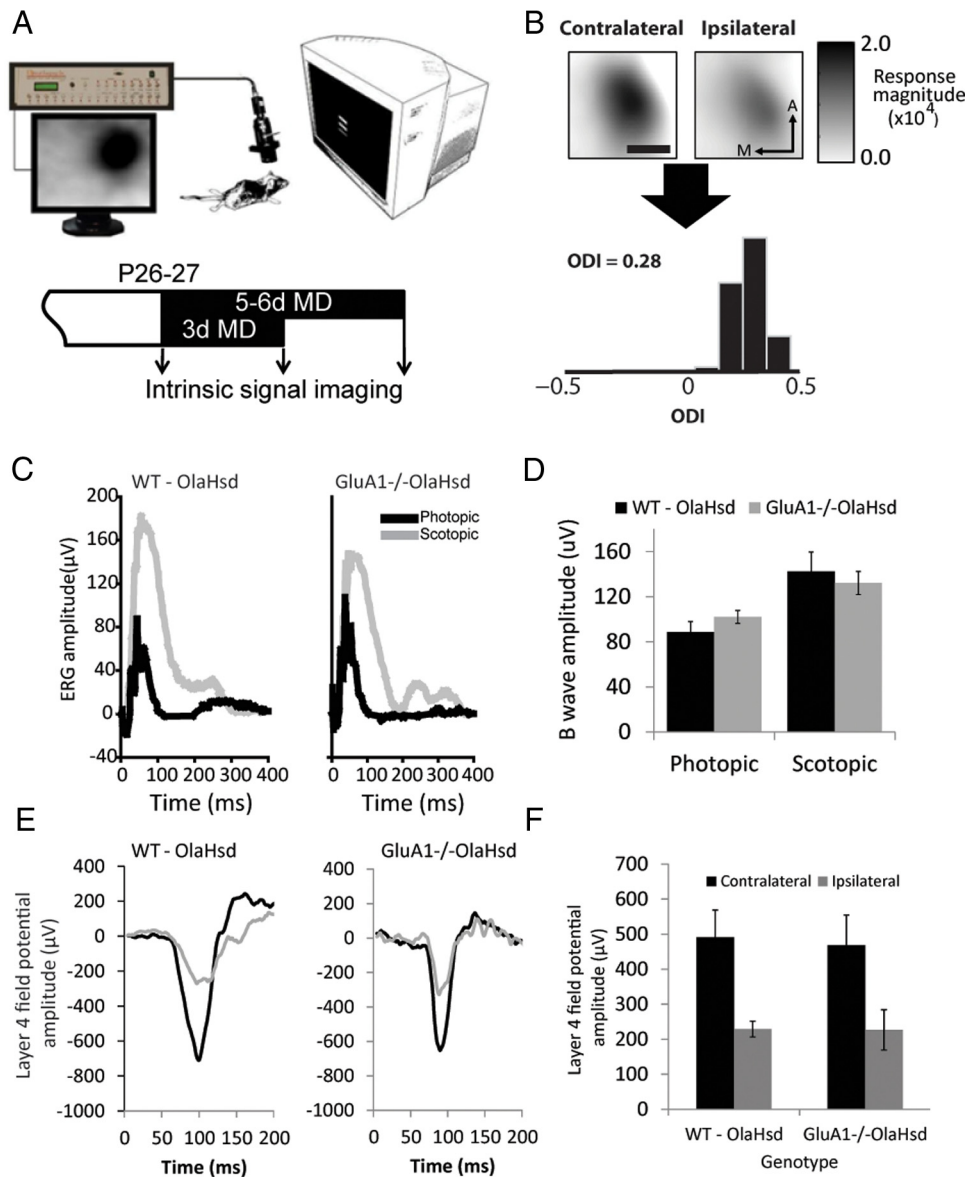 A
P26-27
5-6d MD
3d MD
Intrinsic signal imaging
B
Contralateral Ipsilateral
2.0
Response
magnitude
(x10^4)
0.0
A
M
ODI = 0.28
−0.5 0 0.5
ODI
C
WT - OlaHsd
GluA1-/-OlaHsd
Photopic
Scotopic
ERG amplitude(µV)
200
160
120
80
40
0
-40
0 100 200 300 400
Time (ms)
0 100 200 300 400
Time (ms)
D
WT - OlaHsd GluA1-/-OlaHsd
B wave amplitude (uV)
160
120
80
40
0
Photopic Scotopic
E
WT - OlaHsd
GluA1-/-OlaHsd
Layer 4 field potential
amplitude (µV)
400
200
0
-200
-400
-600
-800
-1000
0 50 100 150 200
Time (ms)
400
200
0
-200
-400
-600
-800
-1000
0 50 100 150 200
Time (ms)
F
Contralateral Ipsilateral
Layer 4 field potential
amplitude (µV)
700
600
500
400
300
200
100
0
WT - OlaHsd GluA1-/-OlaHsd
Genotype